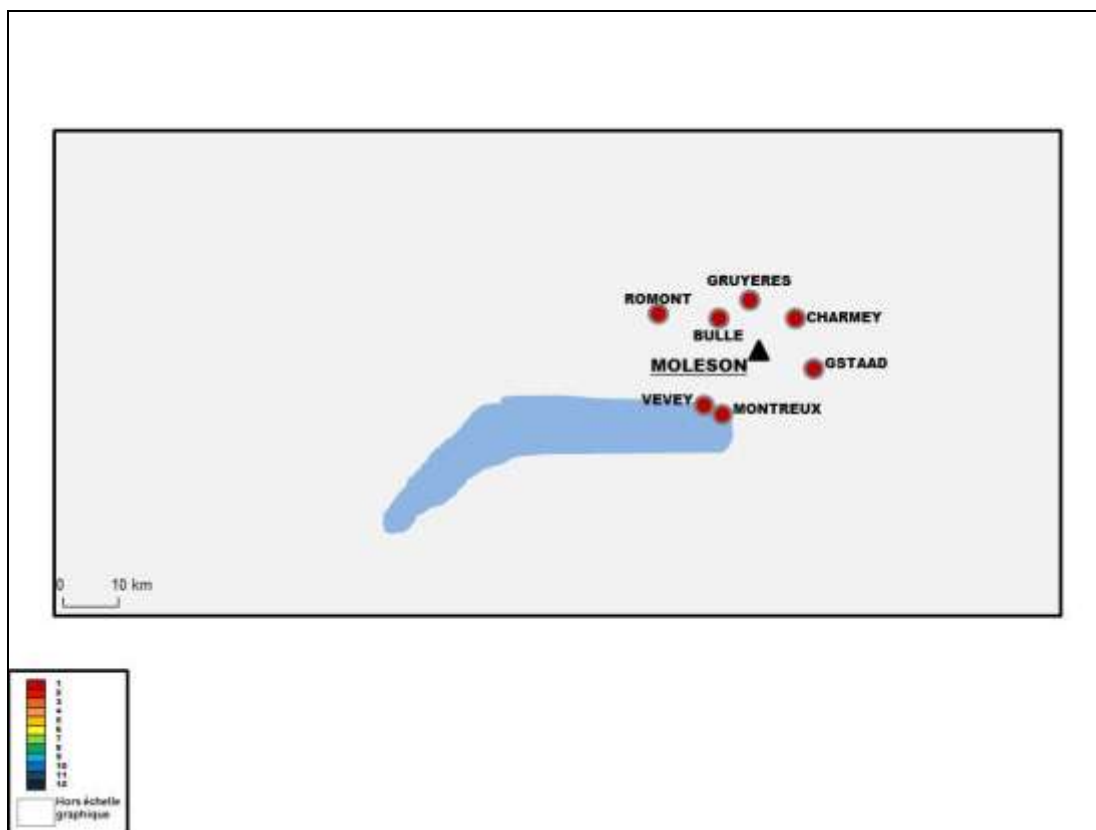 GRUYERES
ROMONT
CHARMEY
BULLE
MOLESON
GSTAAD
VEVEY
MONTREUX
0 10 km
1
2
3
4
5
6
7
8
9
10
11
12
Hors échelle
graphique